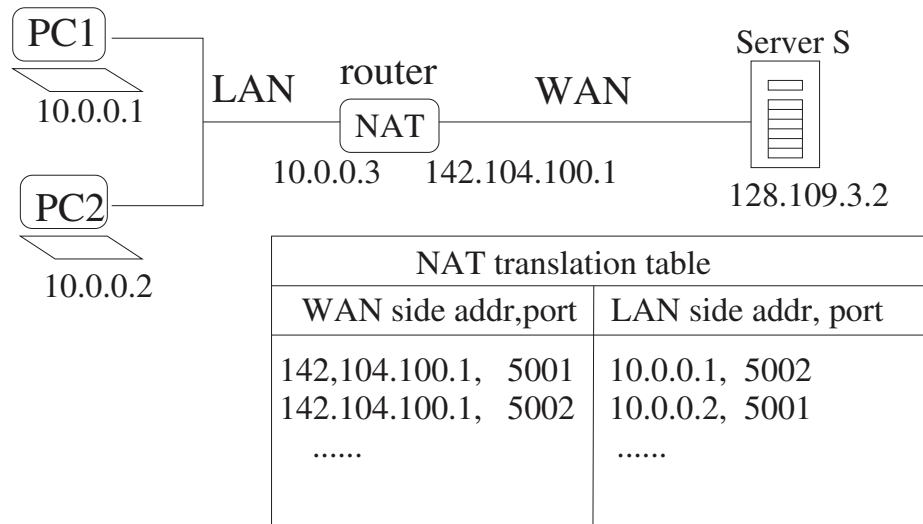 PC1
10.0.0.1
PC2
10.0.0.2
LAN
router
NAT
10.0.0.3
142.104.100.1
WAN
Server S
128.109.3.2
NAT translation table
WAN side addr,port
LAN side addr, port
142,104.100.1, 5001
10.0.0.1, 5002
142.104.100.1, 5002
10.0.0.2, 5001
......
......